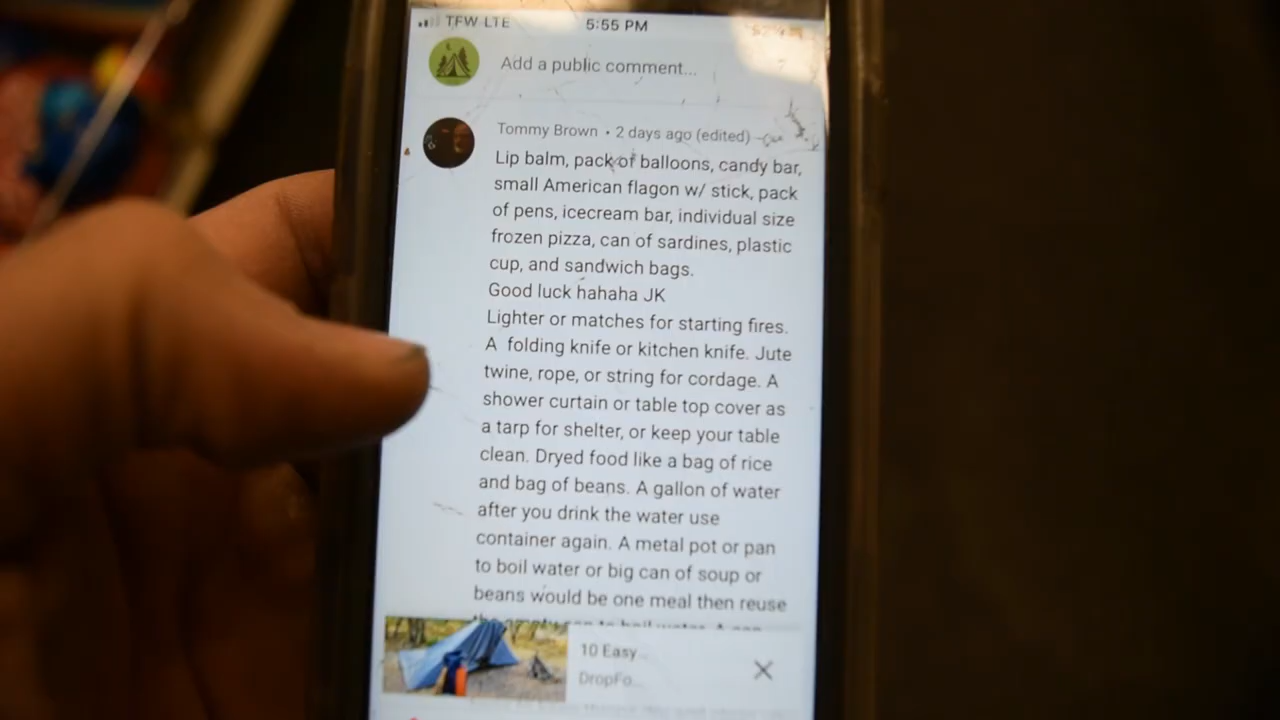 TFW LTE 5:55 PM
Add a public comment...
Tommy Brown • 2 days ago (edited)
Lip balm, pack of balloons, candy bar,
small American flagon w/ stick, pack
of pens, icecream bar, individual size
frozen pizza, can of sardines, plastic
cup, and sandwich bags.
Good luck hahaha JK
Lighter or matches for starting fires.
A folding knife or kitchen knife. Jute
twine, rope, or string for cordage. A
shower curtain or table top cover as
a tarp for shelter, or keep your table
clean. Dryed food like a bag of rice
and bag of beans. A gallon of water
after you drink the water use
container again. A metal pot or pan
to boil water or big can of soup or
beans would be one meal then reuse
10 Easy...
DropFo...